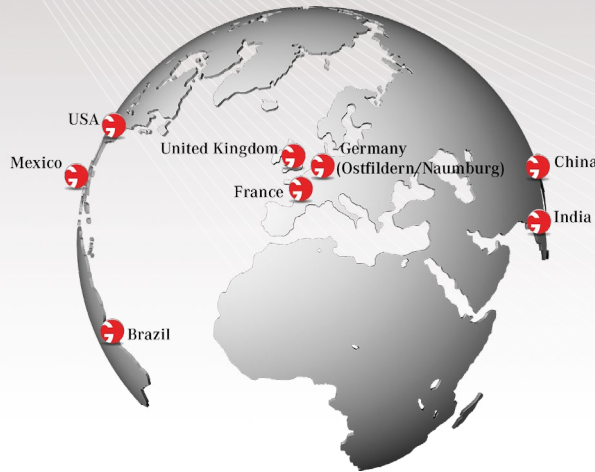 USA
Mexico
United Kingdom
Germany
(Ostfildern/Naumburg)
France
China
India
Brazil